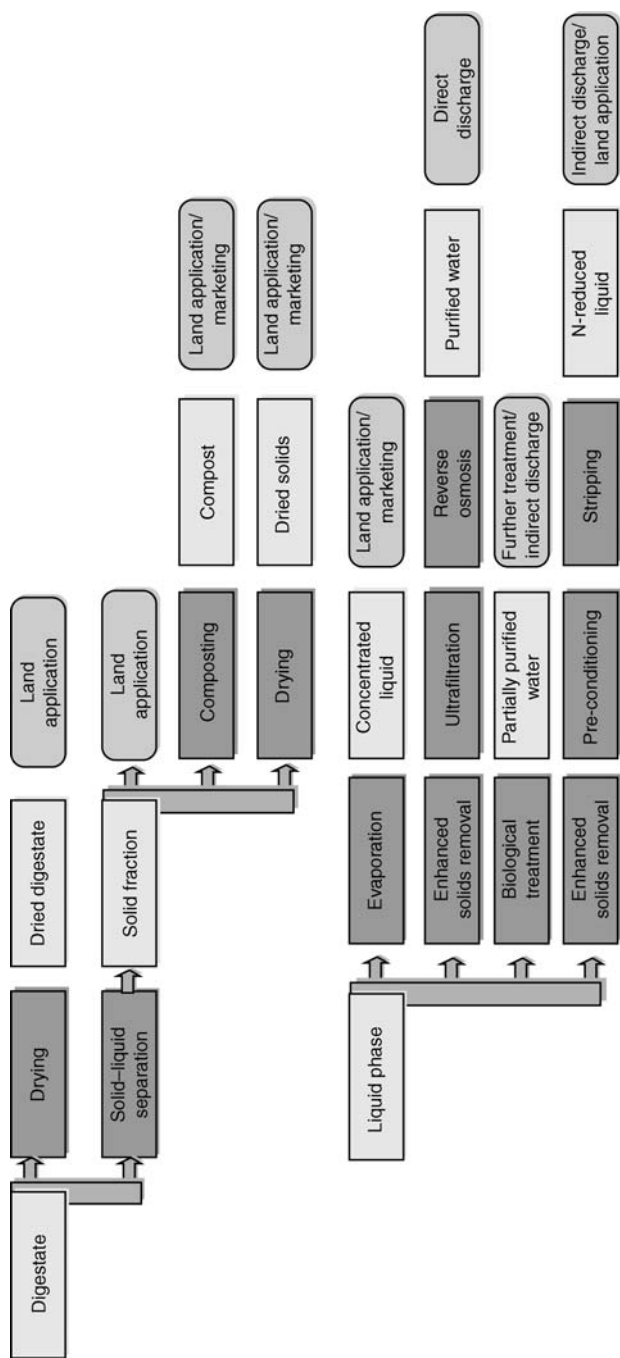 Digestate
Drying
Dried digestate
Land
application
Solid–liquid
separation
Solid fraction
Land
application
Composting
Compost
Land application/
marketing
Drying
Dried solids
Land application/
marketing
Liquid phase
Evaporation
Concentrated
liquid
Land application/
marketing
Enhanced
solids removal
Ultrafiltration
Reverse
osmosis
Purified water
Direct
discharge
Biological
treatment
Partially purified
water
Further treatment/
indirect discharge
Enhanced
solids removal
Pre-conditioning
Stripping
N-reduced
liquid
Indirect discharge/
land application